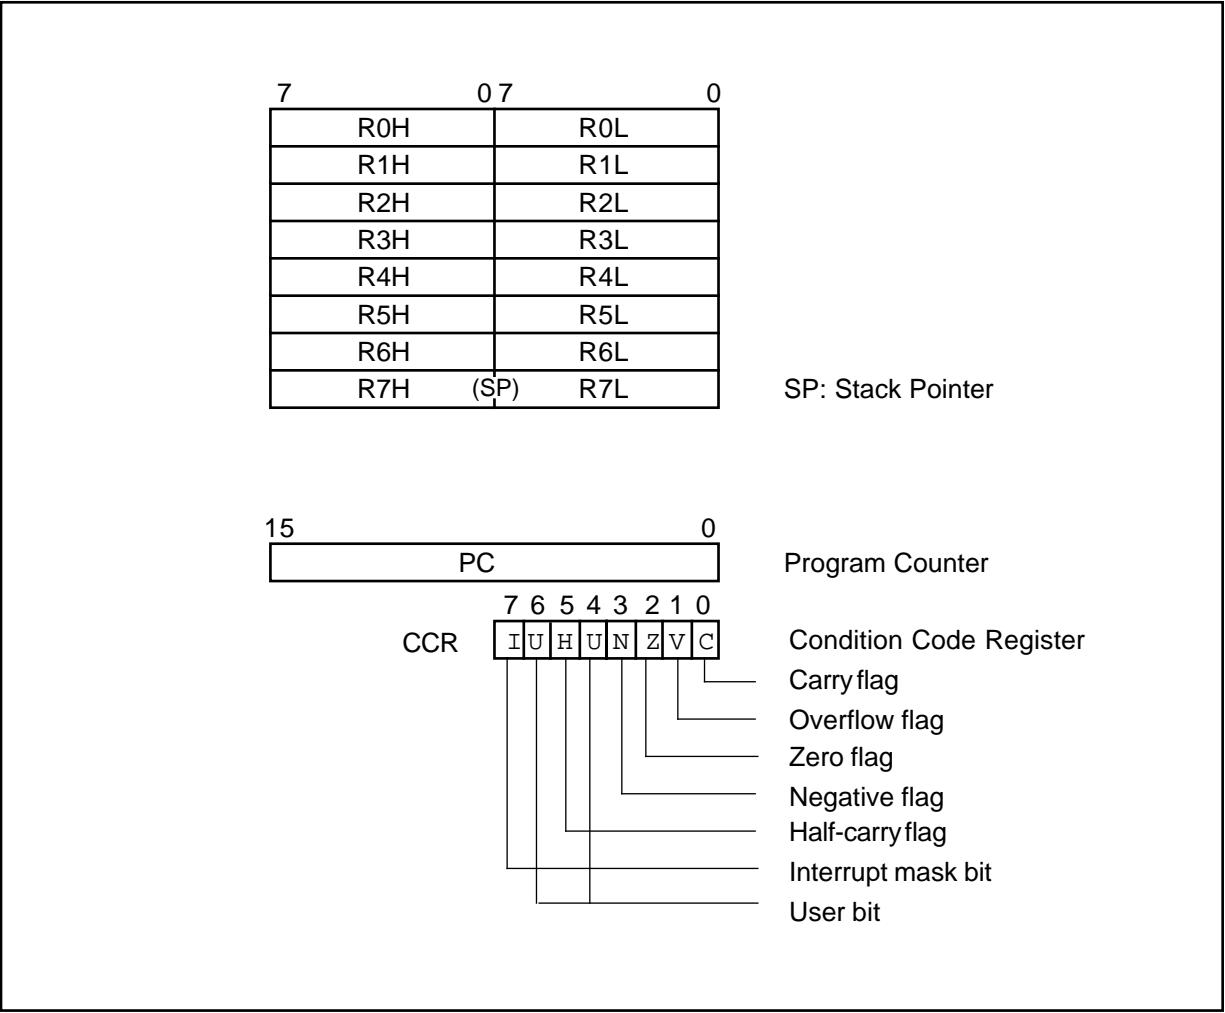 7 0 7 0
R0H R0L
R1H R1L
R2H R2L
R3H R3L
R4H R4L
R5H R5L
R6H R6L
R7H (SP) R7L SP: Stack Pointer
15 0
PC Program Counter
7 6 5 4 3 2 1 0
CCR I U H U N Z V C Condition Code Register
Carry flag
Overflow flag
Zero flag
Negative flag
Half-carry flag
Interrupt mask bit
User bit